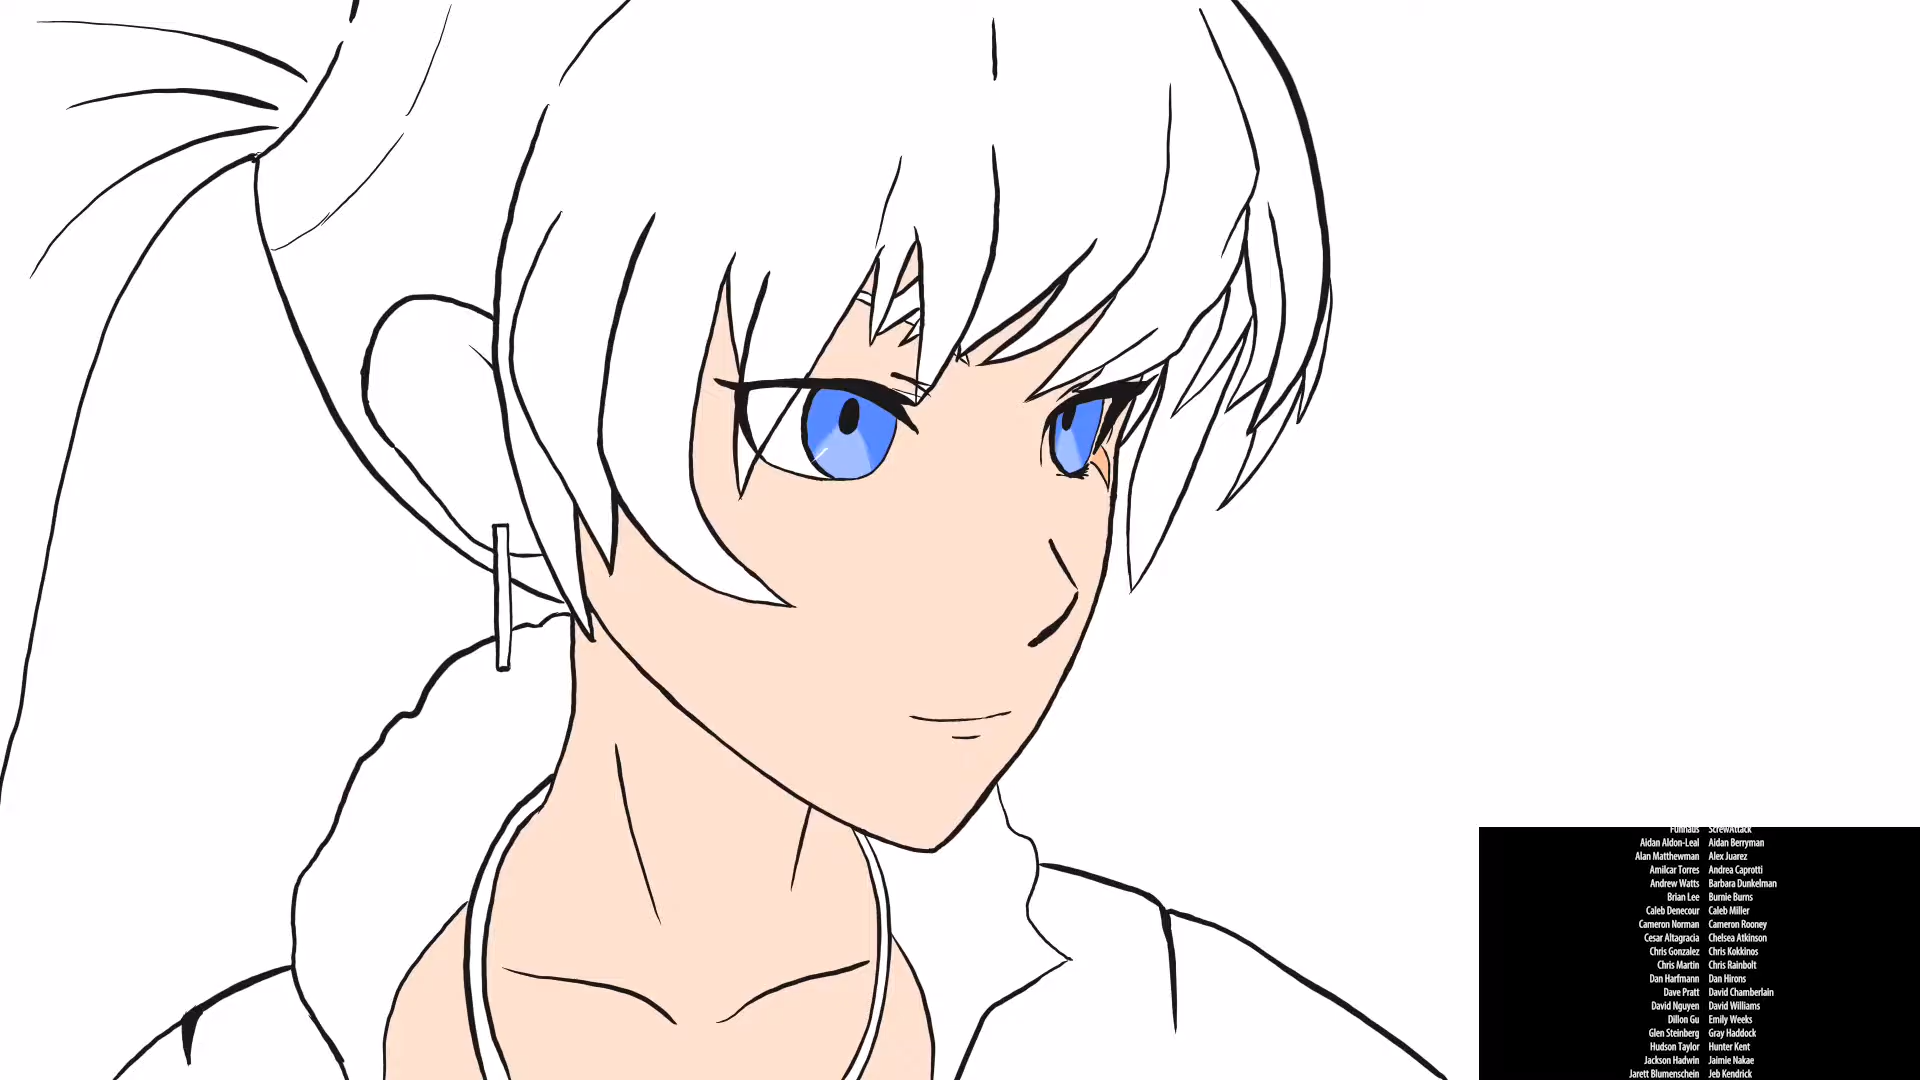 Funhaus ScrewAttack
Aidan Aldon-Leal Aidan Berryman
Alan Matthewman Alex Juarez
Amilcar Torres Andrea Caprotti
Andrew Watts Barbara Dunkelman
Brian Lee Burnie Burns
Caleb Denecour Caleb Miller
Cameron Norman Cameron Rooney
Cesar Altagracia Chelsea Atkinson
Chris Gonzalez Chris Kokkinos
Chris Martin Chris Rainbolt
Dan Harfmann Dan Hirons
Dave Pratt David Chamberlain
David Nguyen David Williams
Dillon Gu Emily Weeks
Glen Steinberg Gray Haddock
Hudson Taylor Hunter Kent
Jackson Hadwin Jaimie Nakae
Jarett Blumenschein Jeb Kendrick